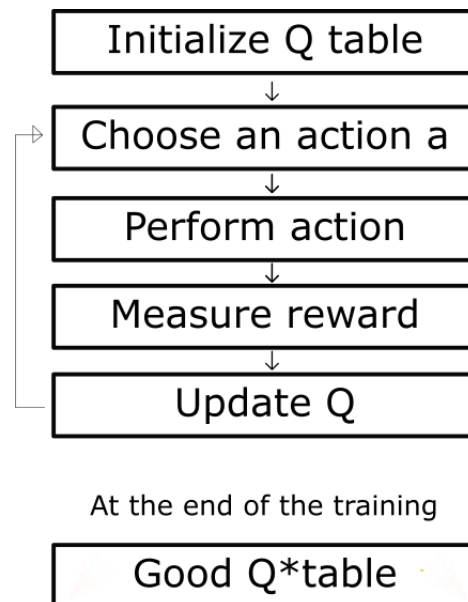 Initialize Q table
Choose an action a
Perform action
Measure reward
Update Q
At the end of the training
Good Q*table